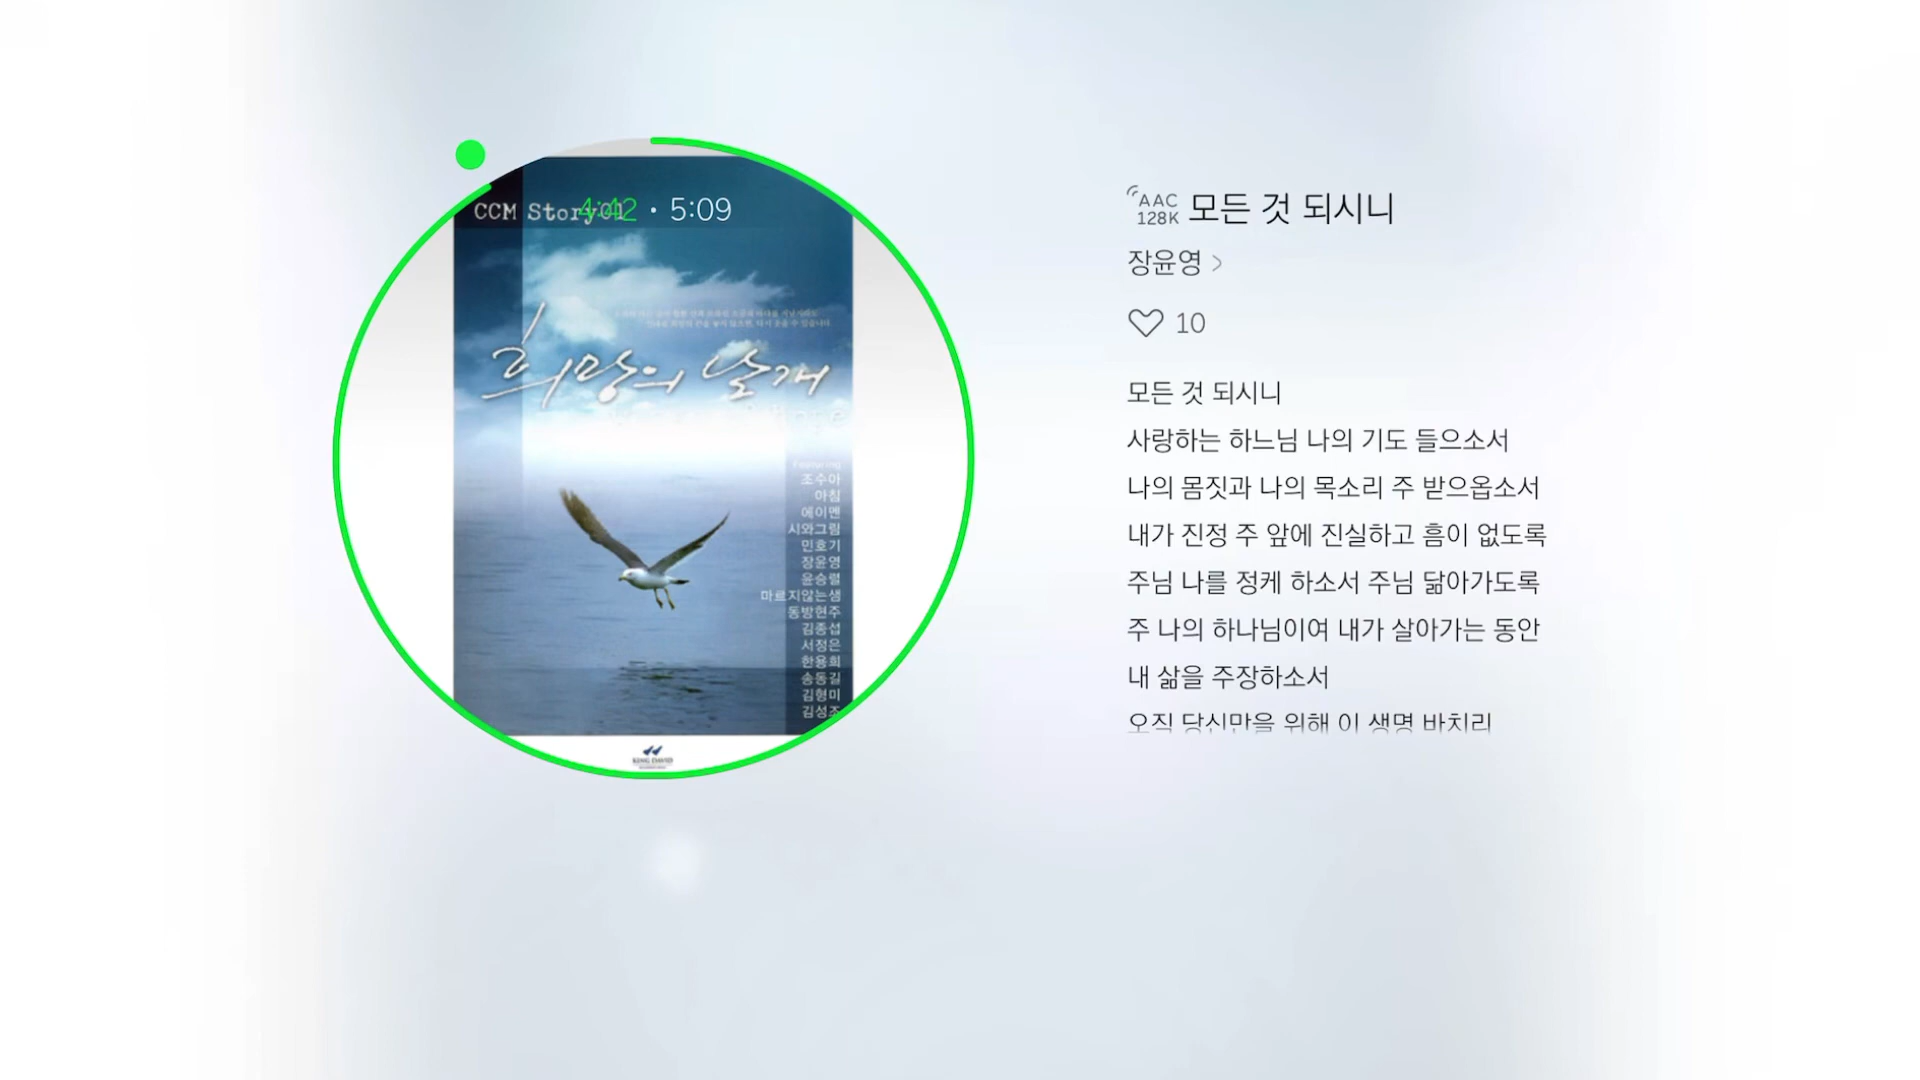 CCM Story01
4:42 · 5:09
희망의 날개
Featuring
조수아
아침
에이멘
시와그림
민호기
장윤영
윤승렬
마르지않는샘
동방현주
김종섭
서정은
한용희
송동길
김형미
김성조
KING DAVID
AAC
128K
모든 것 되시니
장윤영 >
10
모든 것 되시니
사랑하는 하느님 나의 기도 들으소서
나의 몸짓과 나의 목소리 주 받으옵소서
내가 진정 주 앞에 진실하고 흠이 없도록
주님 나를 정케 하소서 주님 닮아가도록
주 나의 하나님이여 내가 살아가는 동안
내 삶을 주장하소서
오직 당신만을 위해 이 생명 바치리